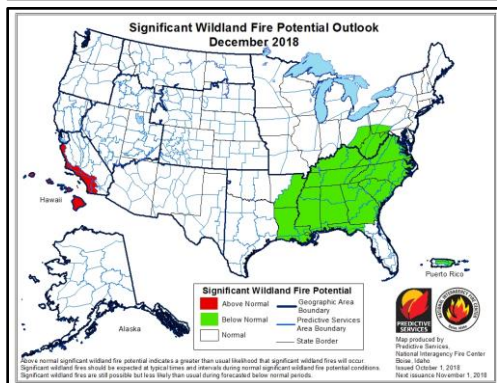 Significant Wildland Fire Potential Outlook
December 2018
Hawaii
Alaska
Puerto Rico
Significant Wildland Fire Potential
Above Normal
Below Normal
Normal
Geographic Area
Boundary
Predictive Services
Area Boundary
State Border
PREDICTIVE
SERVICES
Map produced by
Predictive Services,
National Interagency Fire Center
Boise, Idaho
Issued October 1, 2018
Next issuance November 1, 2018
Above normal significant wildland fire potential indicates a greater than usual likelihood that significant wildland fires will occur.
Significant wildland fires should be expected at typical times and intervals during normal significant wildland fire potential conditions.
Significant wildland fires are still possible but less likely than usual during forecasted below normal periods.